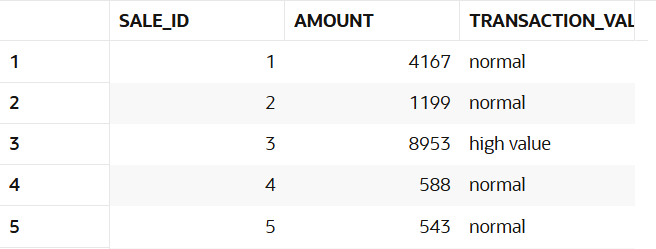 SALE_ID AMOUNT TRANSACTION_VAL
1 1 4167 normal
2 2 1199 normal
3 3 8953 high value
4 4 588 normal
5 5 543 normal